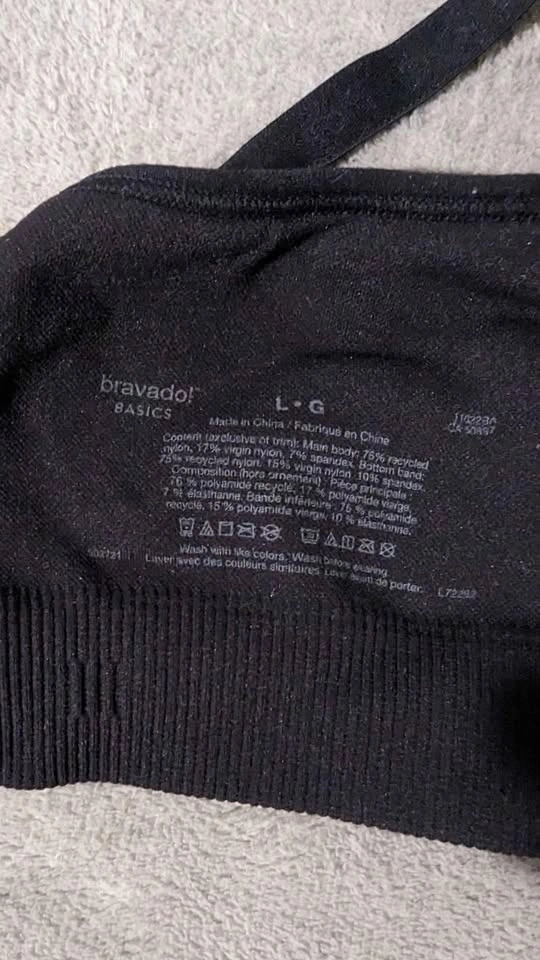 bravado!™
BASICS
L • G
Made in China / Fabriqué en Chine
Content (exclusive of trim): Main body: 76% recycled
nylon, 17% virgin nylon, 7% spandex. Bottom band:
75% recycled nylon, 15% virgin nylon, 10% spandex.
Composition (hors ornement): Pièce principale :
76 % polyamide recyclé, 17 % polyamide vierge,
7 % élasthanne. Bande inférieure : 75 % polyamide
recyclé, 15 % polyamide vierge, 10 % élasthanne.
Wash with like colors. Wash before wearing
Laver avec des couleurs similaires. Laver avant de porter.